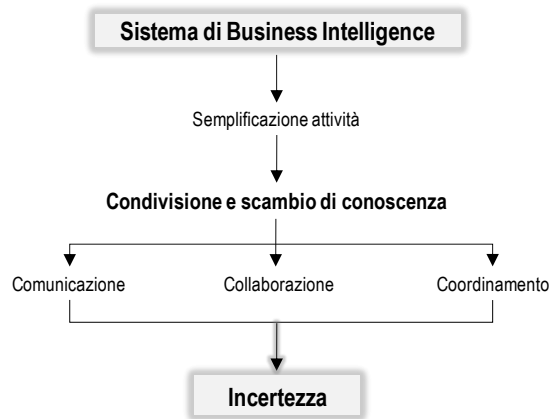 Sistema di Business Intelligence
Semplificazione attività
Condivisione e scambio di conoscenza
Comunicazione
Collaborazione
Coordinamento
Incertezza